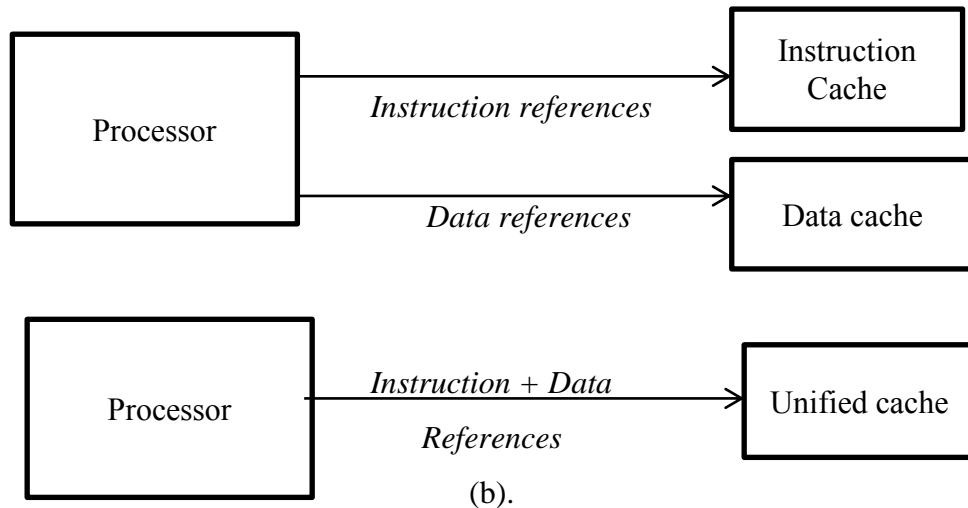 Processor
Instruction references
Instruction
Cache
Data references
Data cache
Processor
Instruction + Data
References
Unified cache
(b).